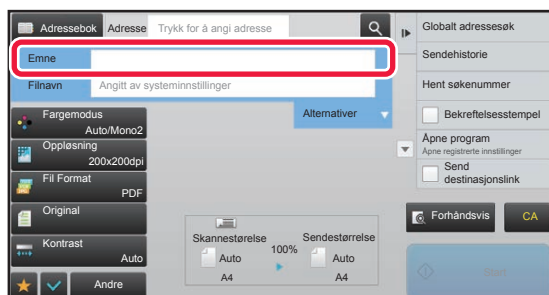 Adressebok Adresse Trykk for å angi adresse
Emne
Filnavn Angitt av systeminnstillinger
Alternativer
Fargemodus
Auto/Mono2
Oppløsning
200x200dpi
Fil Format
PDF
Original
Kontrast
Auto
Andre
Skannestørelse
Auto
A4
100%
Sendestørrelse
Auto
A4
Globalt adressesøk
Sendehistorie
Hent søkenummer
Bekreftelsesstempel
Åpne program
Åpne registrerte innstillinger
Send
destinasjonslink
Forhåndsvis
CA
Start